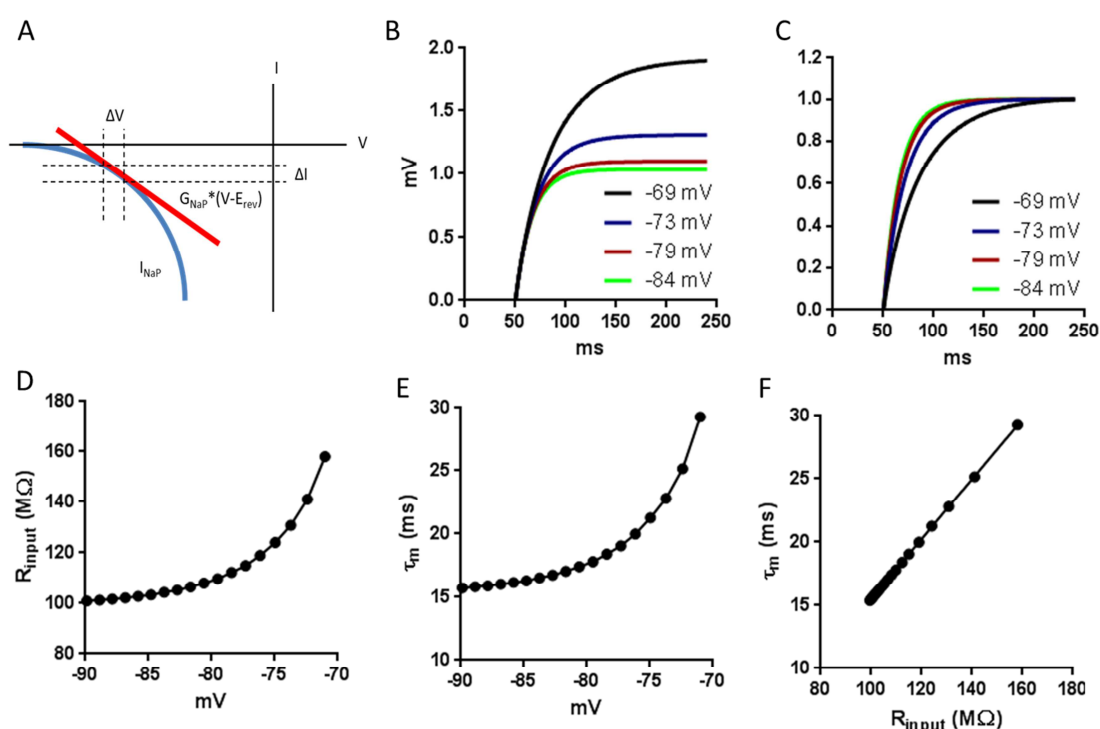 A
I
ΔV
V
ΔI
G_NaP*(V-E_rev)
I_NaP
B
2.0
1.5
1.0
0.5
0.0
mV
-69 mV
-73 mV
-79 mV
-84 mV
0 50 100 150 200 250
ms
C
1.2
1.0
0.8
0.6
0.4
0.2
0.0
-69 mV
-73 mV
-79 mV
-84 mV
0 50 100 150 200 250
ms
D
R_input (MΩ)
180
160
140
120
100
80
-90 -85 -80 -75 -70
mV
E
τ_m (ms)
30
25
20
15
10
-90 -85 -80 -75 -70
mV
F
τ_m (ms)
30
25
20
15
10
80 100 120 140 160 180
R_input (MΩ)